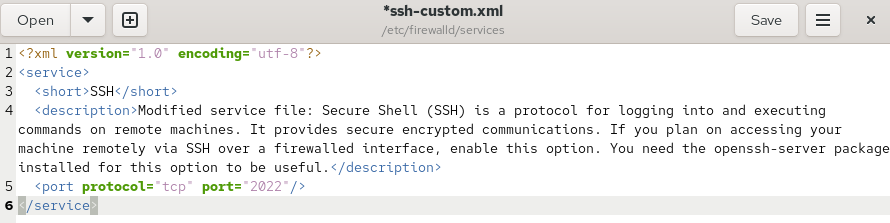 Open
*ssh-custom.xml
/etc/firewalld/services
Save
1 <?xml version="1.0" encoding="utf-8"?>
2 <service>
3   <short>SSH</short>
4   <description>Modified service file: Secure Shell (SSH) is a protocol for logging into and executing
commands on remote machines. It provides secure encrypted communications. If you plan on accessing your
machine remotely via SSH over a firewalled interface, enable this option. You need the openssh-server package
installed for this option to be useful.</description>
5   <port protocol="tcp" port="2022"/>
6 </service>